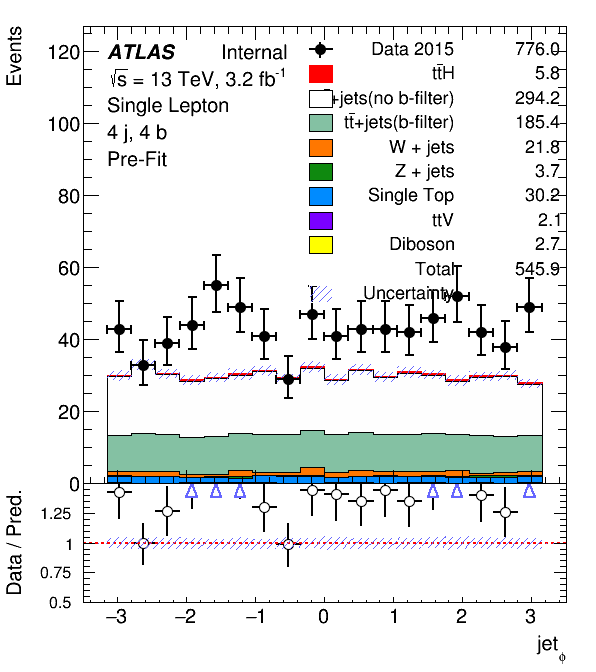 Events
120
100
80
60
40
20
0
ATLAS Internal
√s = 13 TeV, 3.2 fb⁻¹
Single Lepton
4 j, 4 b
Pre-Fit
Data 2015 776.0
tt̄H 5.8
+jets(no b-filter) 294.2
tt̄+jets(b-filter) 185.4
W + jets 21.8
Z + jets 3.7
Single Top 30.2
ttV 2.1
Diboson 2.7
Total 545.9
Uncertainty
Data / Pred.
1.25
1
0.75
0.5
−3 −2 −1 0 1 2 3
jetϕ